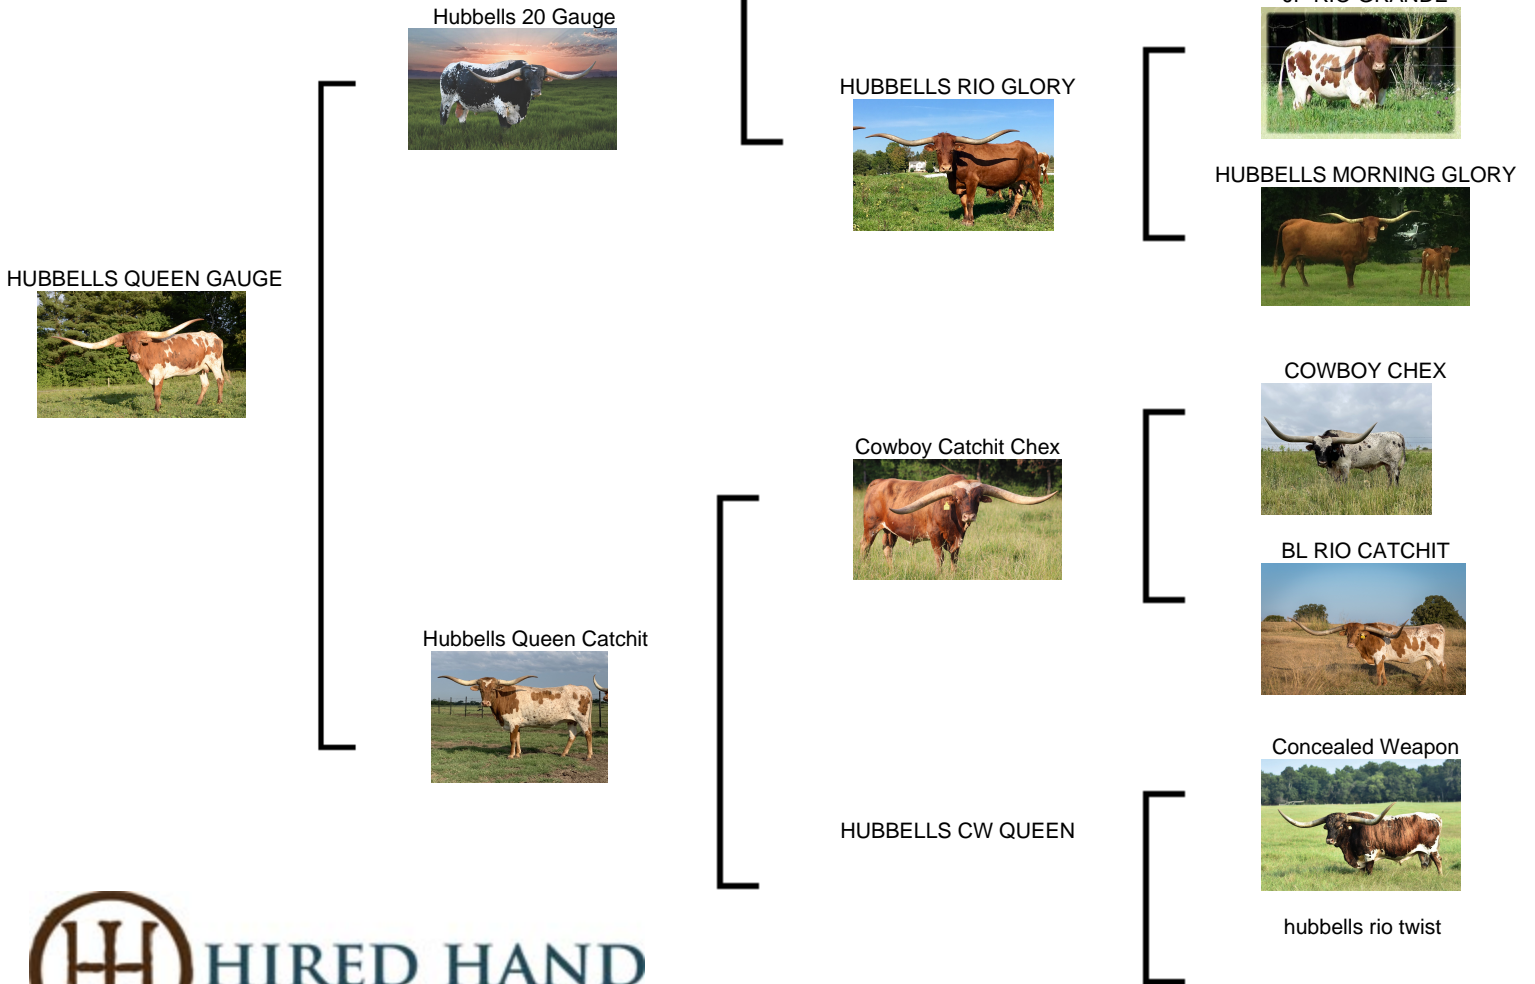 Hubbells 20 Gauge
HUBBELLS RIO GLORY
HUBBELLS MORNING GLORY
HUBBELLS QUEEN GAUGE
COWBOY CHEX
Cowboy Catchit Chex
BL RIO CATCHIT
Hubbells Queen Catchit
Concealed Weapon
HUBBELLS CW QUEEN
hubbells rio twist
HIRED HAND